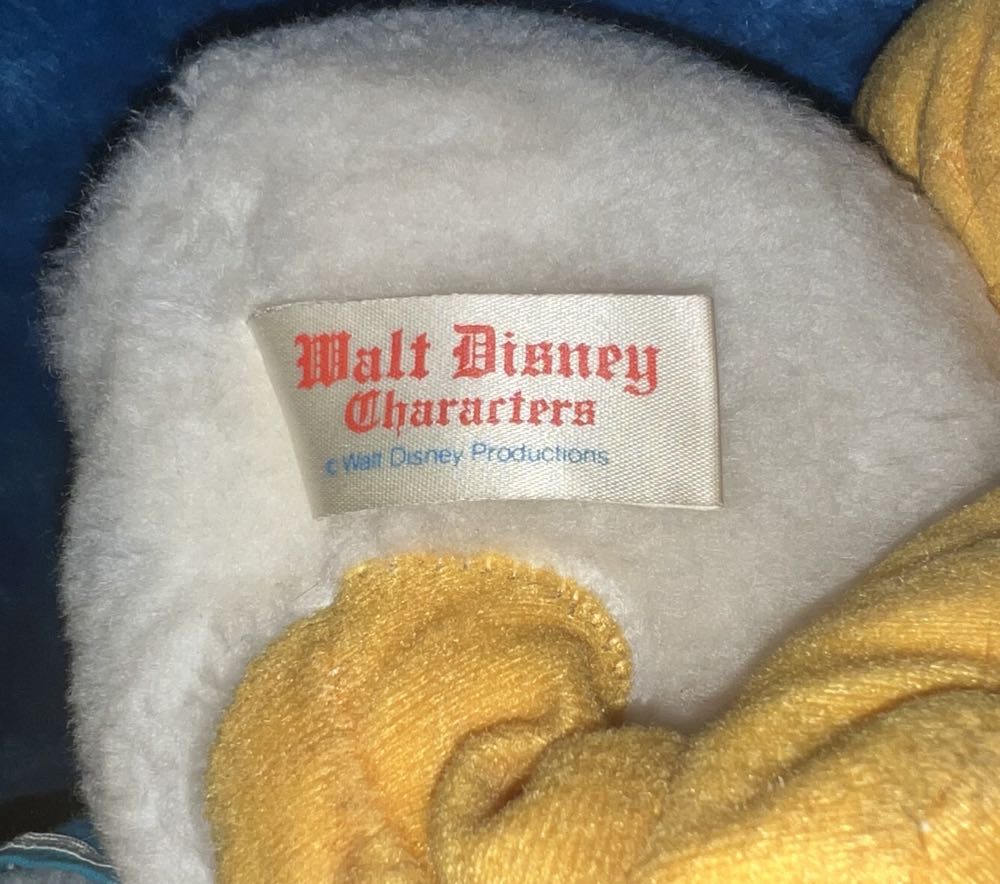 Walt Disney
Characters
© Walt Disney Productions